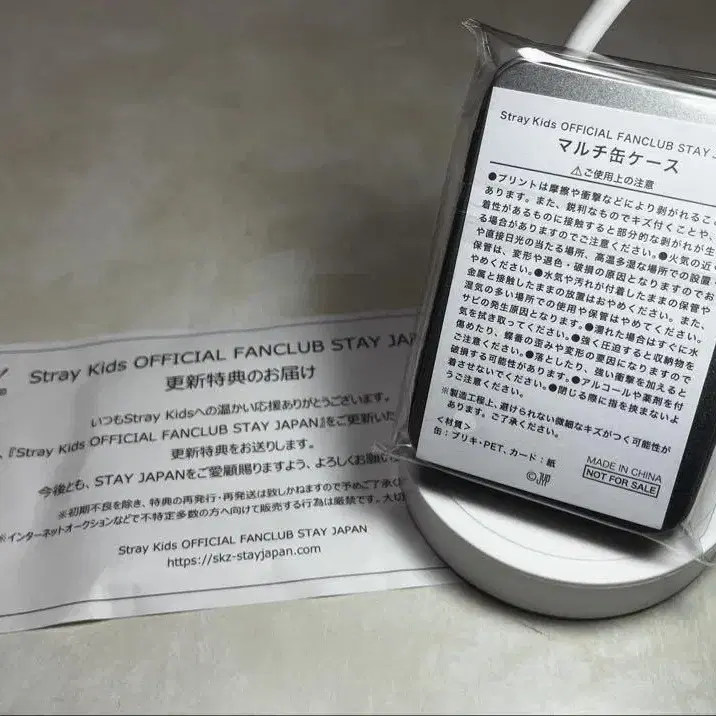 Stray Kids OFFICIAL FANCLUB STAY JAP
更新特典のお届け
いつもStray Kidsへの温かい応援ありがとうございます。
『Stray Kids OFFICIAL FANCLUB STAY JAPAN』をご更新いた
更新特典をお送りします。
今後とも、STAY JAPANをご愛顧賜りますよう、よろしくお願い
※初期不良を除き、特典の再発行・再発送は致しかねますので予めご了承く
※インターネットオークションなどで不特定多数の方へ向けて販売する行為は厳禁です。大切
Stray Kids OFFICIAL FANCLUB STAY JAPAN
https://skz-stayjapan.com
Stray Kids OFFICIAL FANCLUB STAY J
マルチ缶ケース
⚠ご使用上の注意
●プリントは摩擦や衝撃などにより剥がれるこ
あります。また、鋭利なものでキズ付くことや、
着性があるものに接触すると部分的な剥がれが生
る場合がありますのでご注意ください。●火気の近
や直接日光の当たる場所、高温多湿な場所での設置
保管は、変形や退色・破損の原因となりますのでお
やめください。●水気や汚れが付着したままの保管や
金属と接触したままの放置はおやめください。また、
湿気の多い場所での使用や保管はやめてください。
サビの発生原因となります。●濡れた場合はすぐに水
気を拭き取ってください。●強く圧迫すると収納物を
傷めたり、蝶番の歪みや変形の要因になりますので
ご注意ください。●落としたり、強い衝撃を加えると
破損する可能性があります。●アルコールや薬剤を付
着させないでください。●閉じる際に指を挟まないよ
うご注意ください。
※製造工程上、避けられない微細なキズがつく可能性が
あります。ご了承ください。
<材質>
缶:ブリキ・PET、カード:紙
MADE IN CHINA
NOT FOR SALE
©JYP